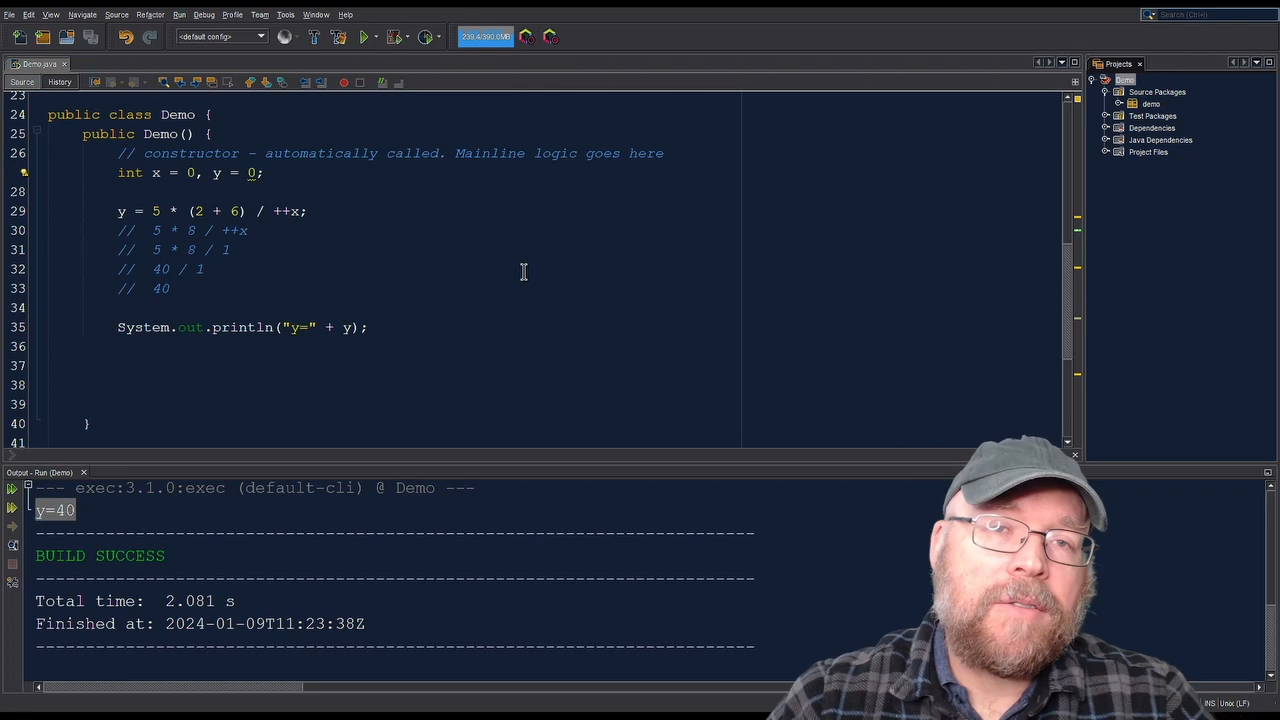 File Edit View Navigate Source Refactor Run Debug Profile Team Tools Window Help
Search (Ctrl+I)
<default config>
239.4/390.0MB
Demo.java
Projects
Source History
Demo
Source Packages
demo
Test Packages
Dependencies
Java Dependencies
Project Files
23
24 public class Demo {
25 public Demo() {
26 // constructor - automatically called. Mainline logic goes here
int x = 0, y = 0;
28
29 y = 5 * (2 + 6) / ++x;
30 // 5 * 8 / ++x
31 // 5 * 8 / 1
32 // 40 / 1
33 // 40
34
35 System.out.println("y=" + y);
36
37
38
39
40 }
41
Output - Run (Demo)
--- exec:3.1.0:exec (default-cli) @ Demo ---
y=40
------------------------------------------------------------------------
BUILD SUCCESS
------------------------------------------------------------------------
Total time: 2.081 s
Finished at: 2024-01-09T11:23:38Z
------------------------------------------------------------------------
INS Unix (LF)